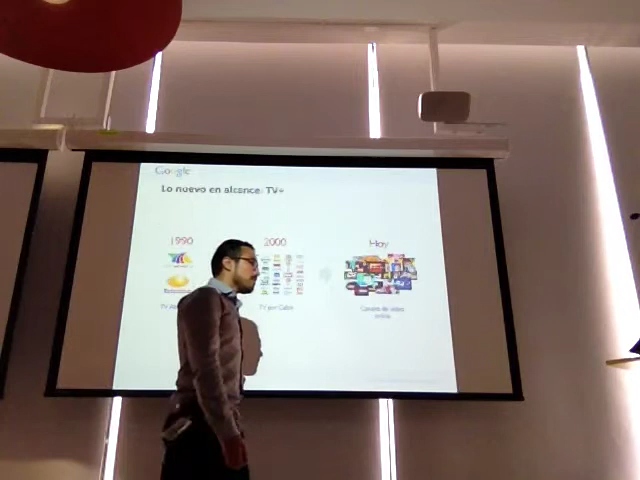 Google
Lo nuevo en alcance: TV+
1990
2000
Hoy
TV por Cable
Canales de video
online